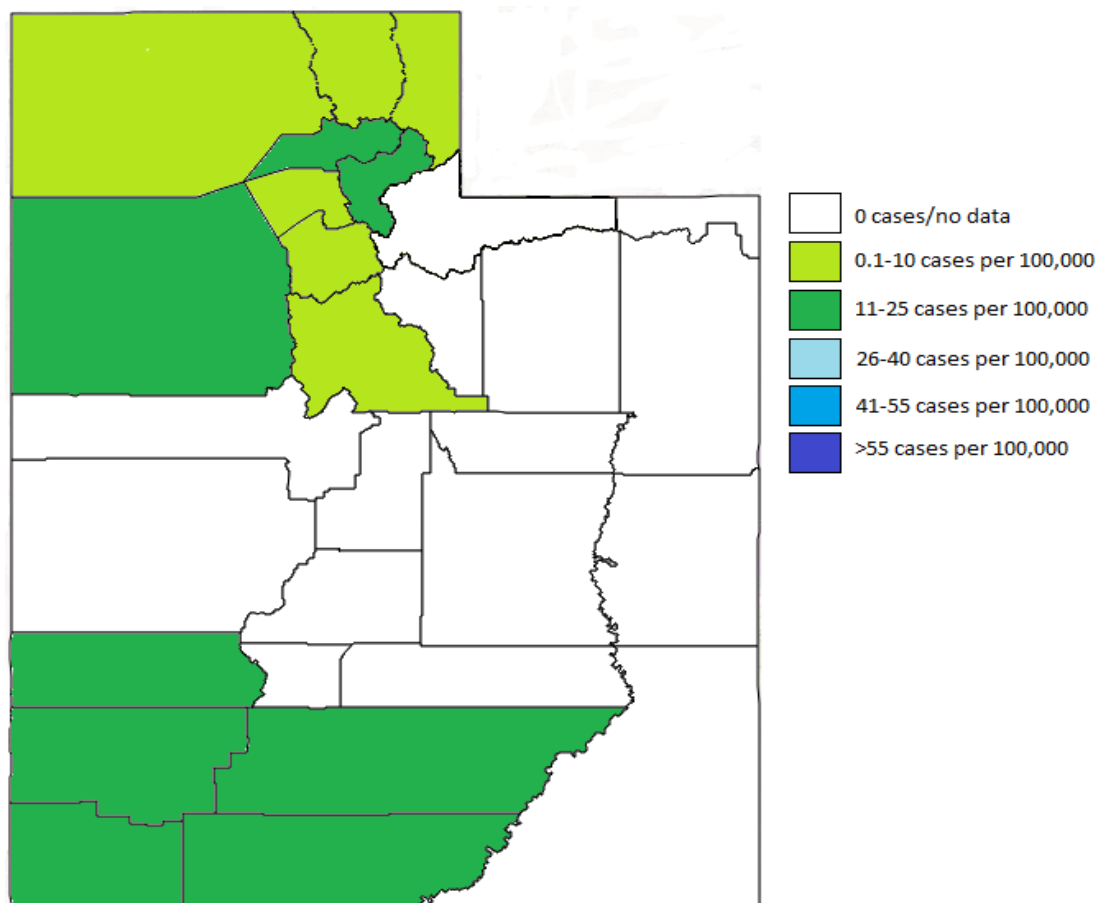 0 cases/no data
0.1-10 cases per 100,000
11-25 cases per 100,000
26-40 cases per 100,000
41-55 cases per 100,000
>55 cases per 100,000